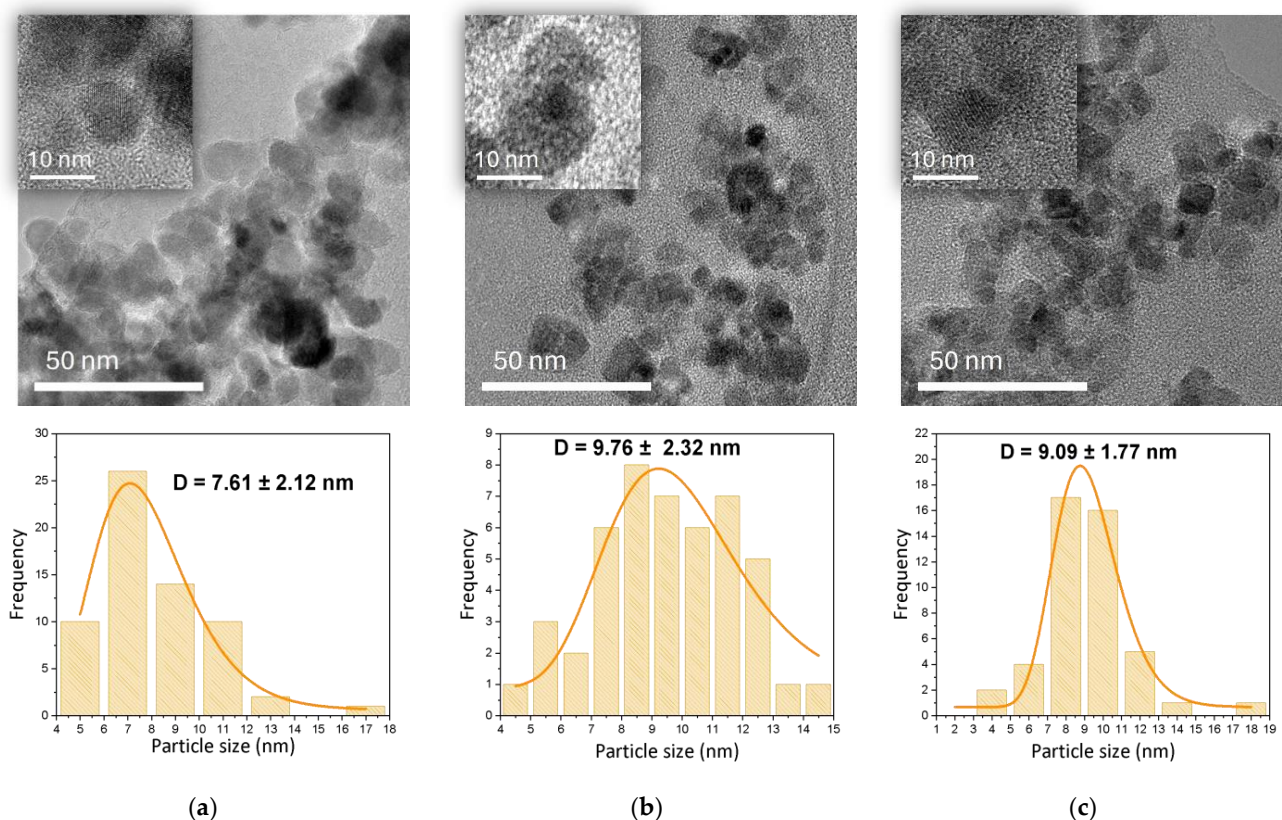 10 nm
50 nm
10 nm
50 nm
10 nm
50 nm
D = 7.61 ± 2.12 nm
Frequency
30
25
20
15
10
5
0
4 5 6 7 8 9 10 11 12 13 14 15 16 17 18
Particle size (nm)
D = 9.76 ± 2.32 nm
Frequency
9
8
7
6
5
4
3
2
1
0
4 5 6 7 8 9 10 11 12 13 14 15
Particle size (nm)
D = 9.09 ± 1.77 nm
Frequency
22
20
18
16
14
12
10
8
6
4
2
0
1 2 3 4 5 6 7 8 9 10 11 12 13 14 15 16 17 18 19
Particle size (nm)
(a)
(b)
(c)